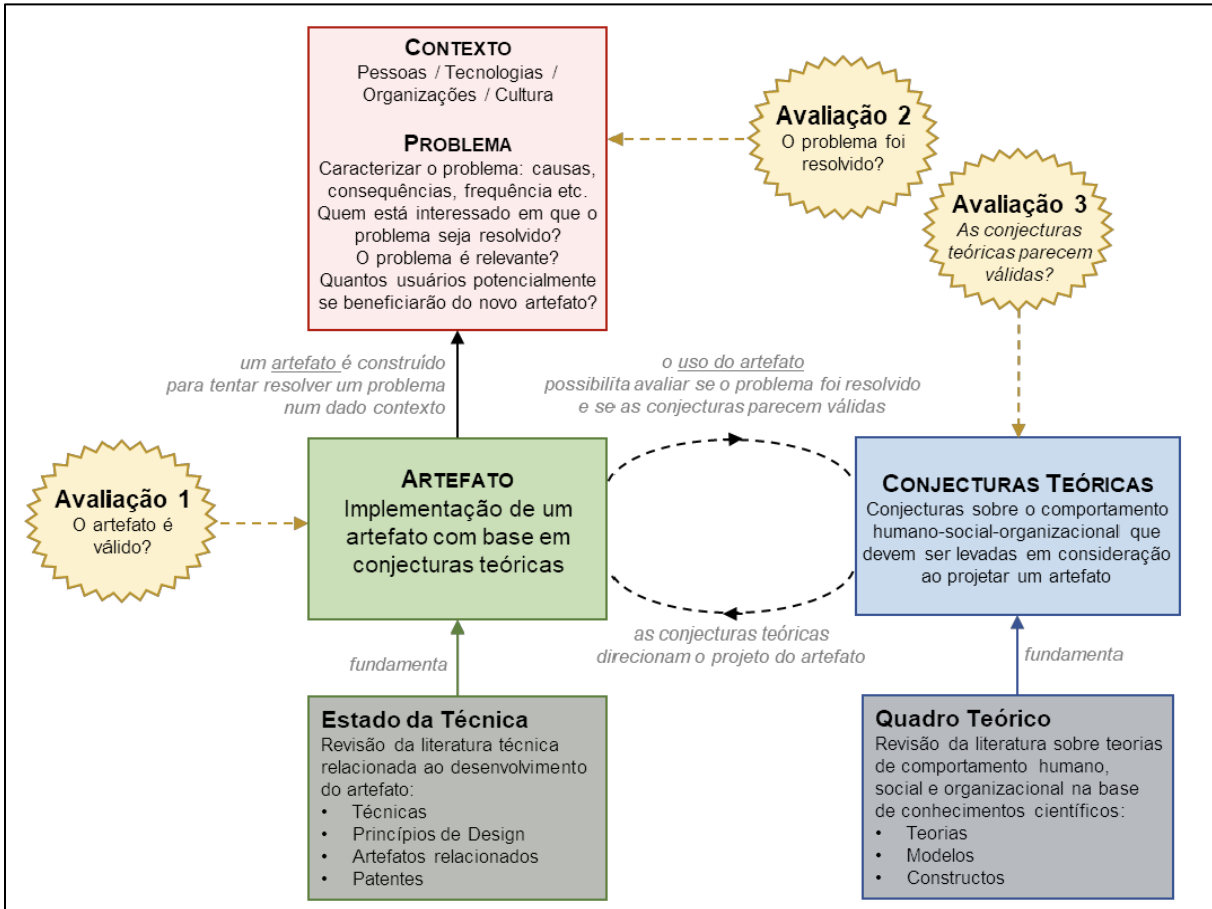 CONTEXTO
Pessoas / Tecnologias /
Organizações / Cultura
PROBLEMA
Caracterizar o problema: causas,
consequências, frequência etc.
Quem está interessado em que o
problema seja resolvido?
O problema é relevante?
Quantos usuários potencialmente
se beneficiarão do novo artefato?
Avaliação 2
O problema foi
resolvido?
Avaliação 3
As conjecturas
teóricas parecem
válidas?
um artefato é construído
para tentar resolver um problema
num dado contexto
o uso do artefato
possibilita avaliar se o problema foi resolvido
e se as conjecturas parecem válidas
Avaliação 1
O artefato é
válido?
ARTEFATO
Implementação de um
artefato com base em
conjecturas teóricas
CONJECTURAS TEÓRICAS
Conjecturas sobre o comportamento
humano-social-organizacional que
devem ser levadas em consideração
ao projetar um artefato
as conjecturas teóricas
direcionam o projeto do artefato
fundamenta
fundamenta
Estado da Técnica
Revisão da literatura técnica
relacionada ao desenvolvimento
do artefato:
• Técnicas
• Princípios de Design
• Artefatos relacionados
• Patentes
Quadro Teórico
Revisão da literatura sobre teorias
de comportamento humano,
social e organizacional na base
de conhecimentos científicos:
• Teorias
• Modelos
• Constructos